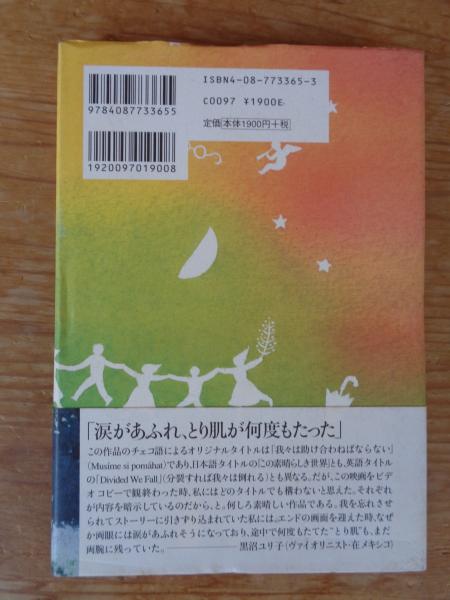 ISBN4-08-773365-3
C0097 ¥1900E
定価 本体1900円+税
9784087733655
1920097019008
「涙があふれ、とり肌が何度もたった」
この作品のチェコ語によるオリジナルタイトルは「我々は助け合わねばならない」
(Musíme si pomáhat)であり、日本語タイトルの「この素晴らしき世界」とも、英語タイトル
の「Divided We Fall」(分裂すれば我々は倒れる)とも異なる。だが、この映画をビデ
オコピーで観終わった時、私にはどのタイトルでも構わないと思えた。それぞれ
が内容を暗示しているのだから、と。何しろ素晴しい作品である。我を忘れさせ
られてストーリーに引きずり込まれていた私には、エンドの画面を迎えた時、なぜ
か両眼には涙があふれそうになっており、途中で何度もたてた“とり肌”も、まだ
両腕に残っていた。――黒沼ユリ子(ヴァイオリニスト・在メキシコ)